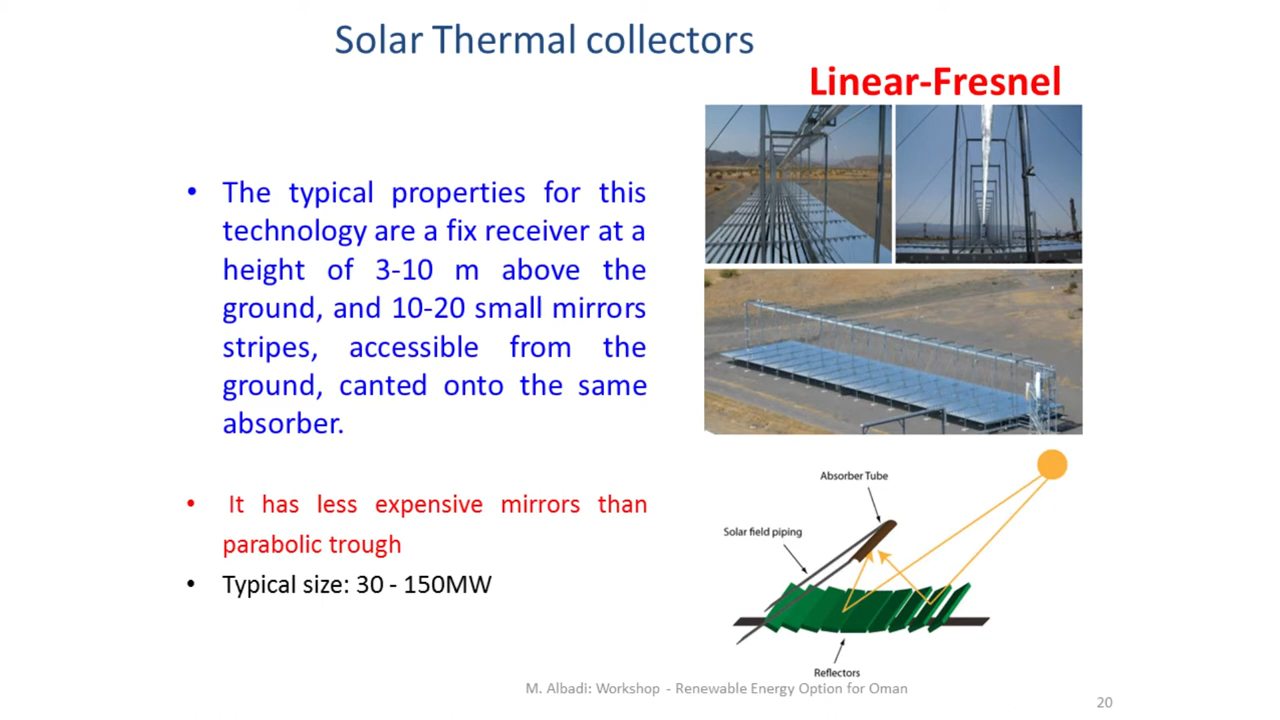 Solar Thermal collectors
Linear-Fresnel
• The typical properties for this
technology are a fix receiver at a
height of 3-10 m above the
ground, and 10-20 small mirrors
stripes, accessible from the
ground, canted onto the same
absorber.
• It has less expensive mirrors than
parabolic trough
• Typical size: 30 - 150MW
Absorber Tube
Solar field piping
Reflectors
M. Albadi: Workshop - Renewable Energy Option for Oman
20